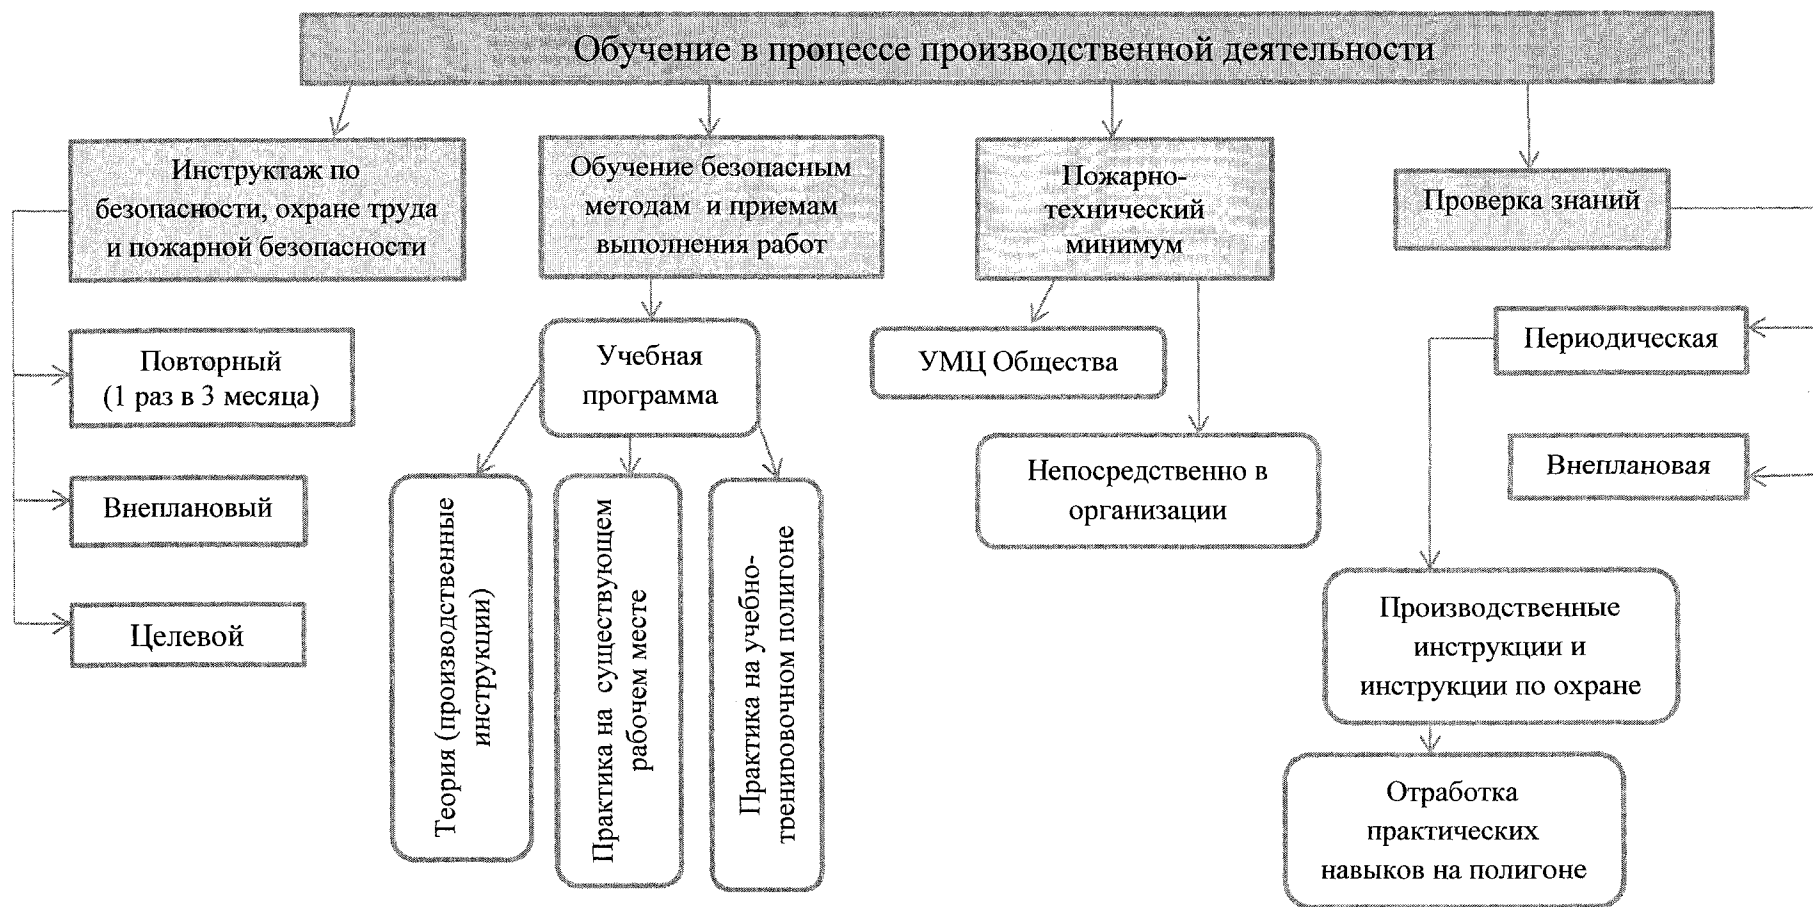 Обучение в процессе производственной деятельности
Инструктаж по
безопасности, охране труда
и пожарной безопасности
Обучение безопасным
методам и приемам
выполнения работ
Пожарно-
технический
минимум
Проверка знаний
Повторный
(1 раз в 3 месяца)
Внеплановый
Целевой
Учебная
программа
Теория (производственные
инструкции)
Практика на существующем
рабочем месте
Практика на учебно-
тренировочном полигоне
УМЦ Общества
Непосредственно в
организации
Периодическая
Внеплановая
Производственные
инструкции и
инструкции по охране
Отработка
практических
навыков на полигоне